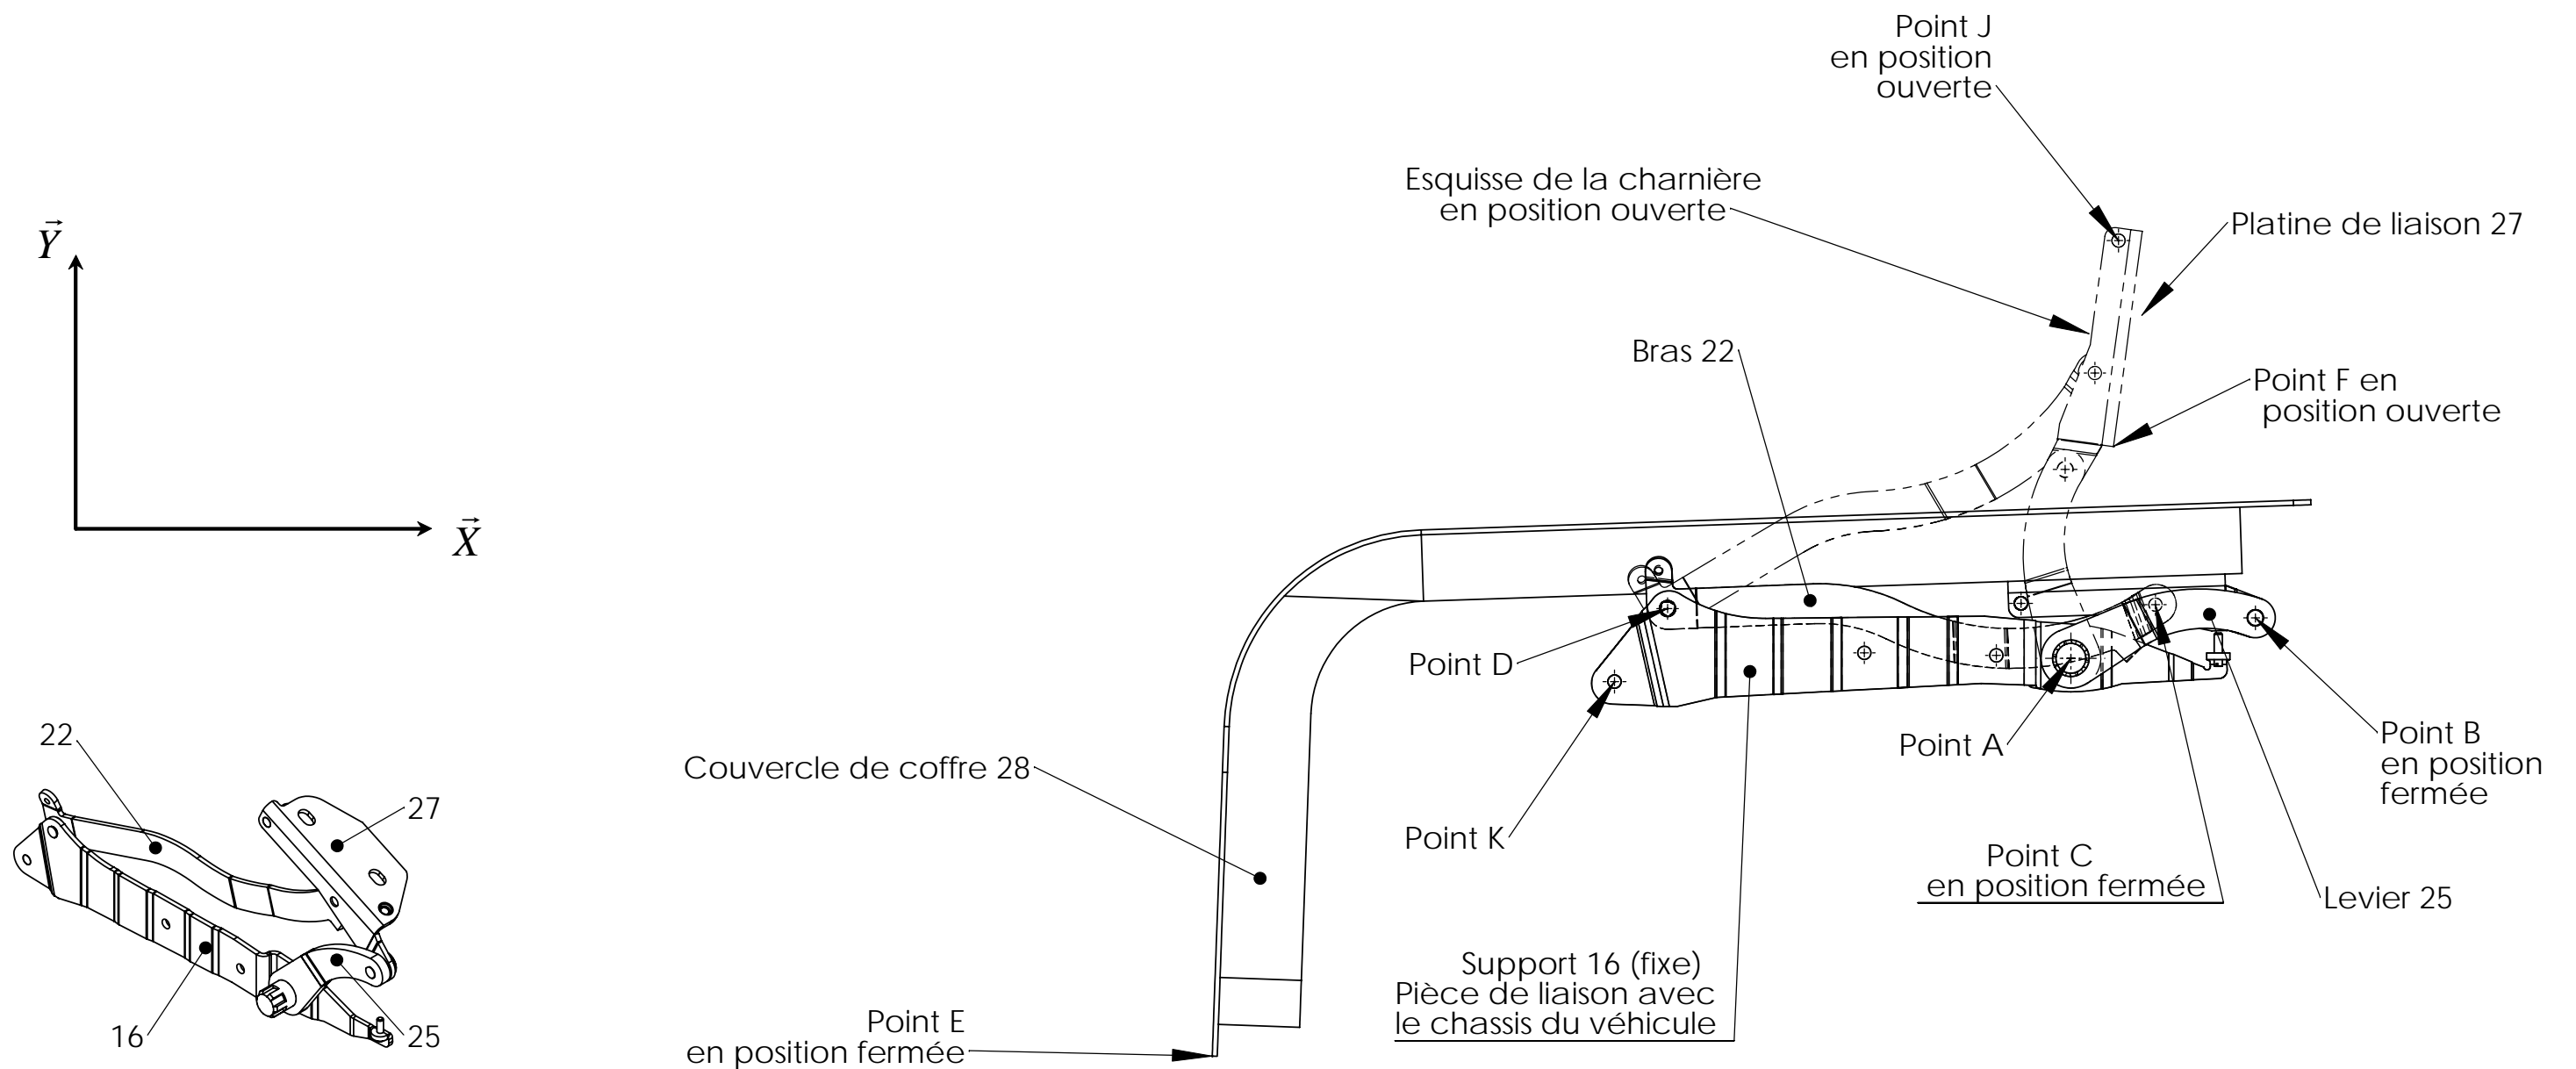 Point J
en position
ouverte
Esquisse de la charnière
en position ouverte
Platine de liaison 27
Y
X
Bras 22
Point F en
position ouverte
Point D
Point A
Point B
en position
fermée
Couvercle de coffre 28
Point K
Point C
en position fermée
Levier 25
Support 16 (fixe)
Pièce de liaison avec
le chassis du véhicule
Point E
en position fermée
22
27
16
25